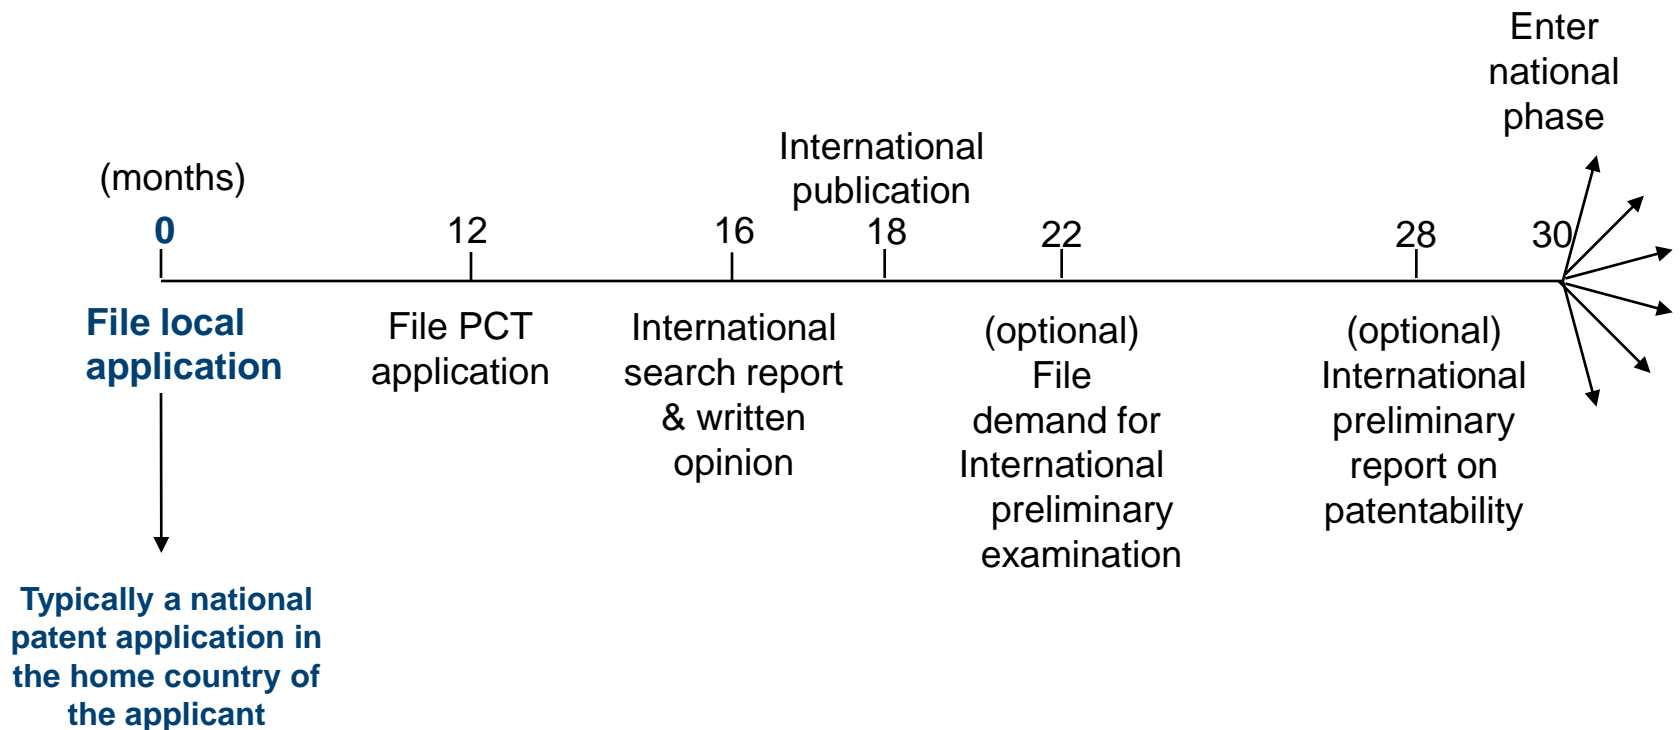 Enter
national
phase
International
publication
(months)
0
12
16
18
22
28
30
File local
application
File PCT
application
International
search report
& written
opinion
(optional)
File
demand for
International
preliminary
examination
(optional)
International
preliminary
report on
patentability
Typically a national
patent application in
the home country of
the applicant